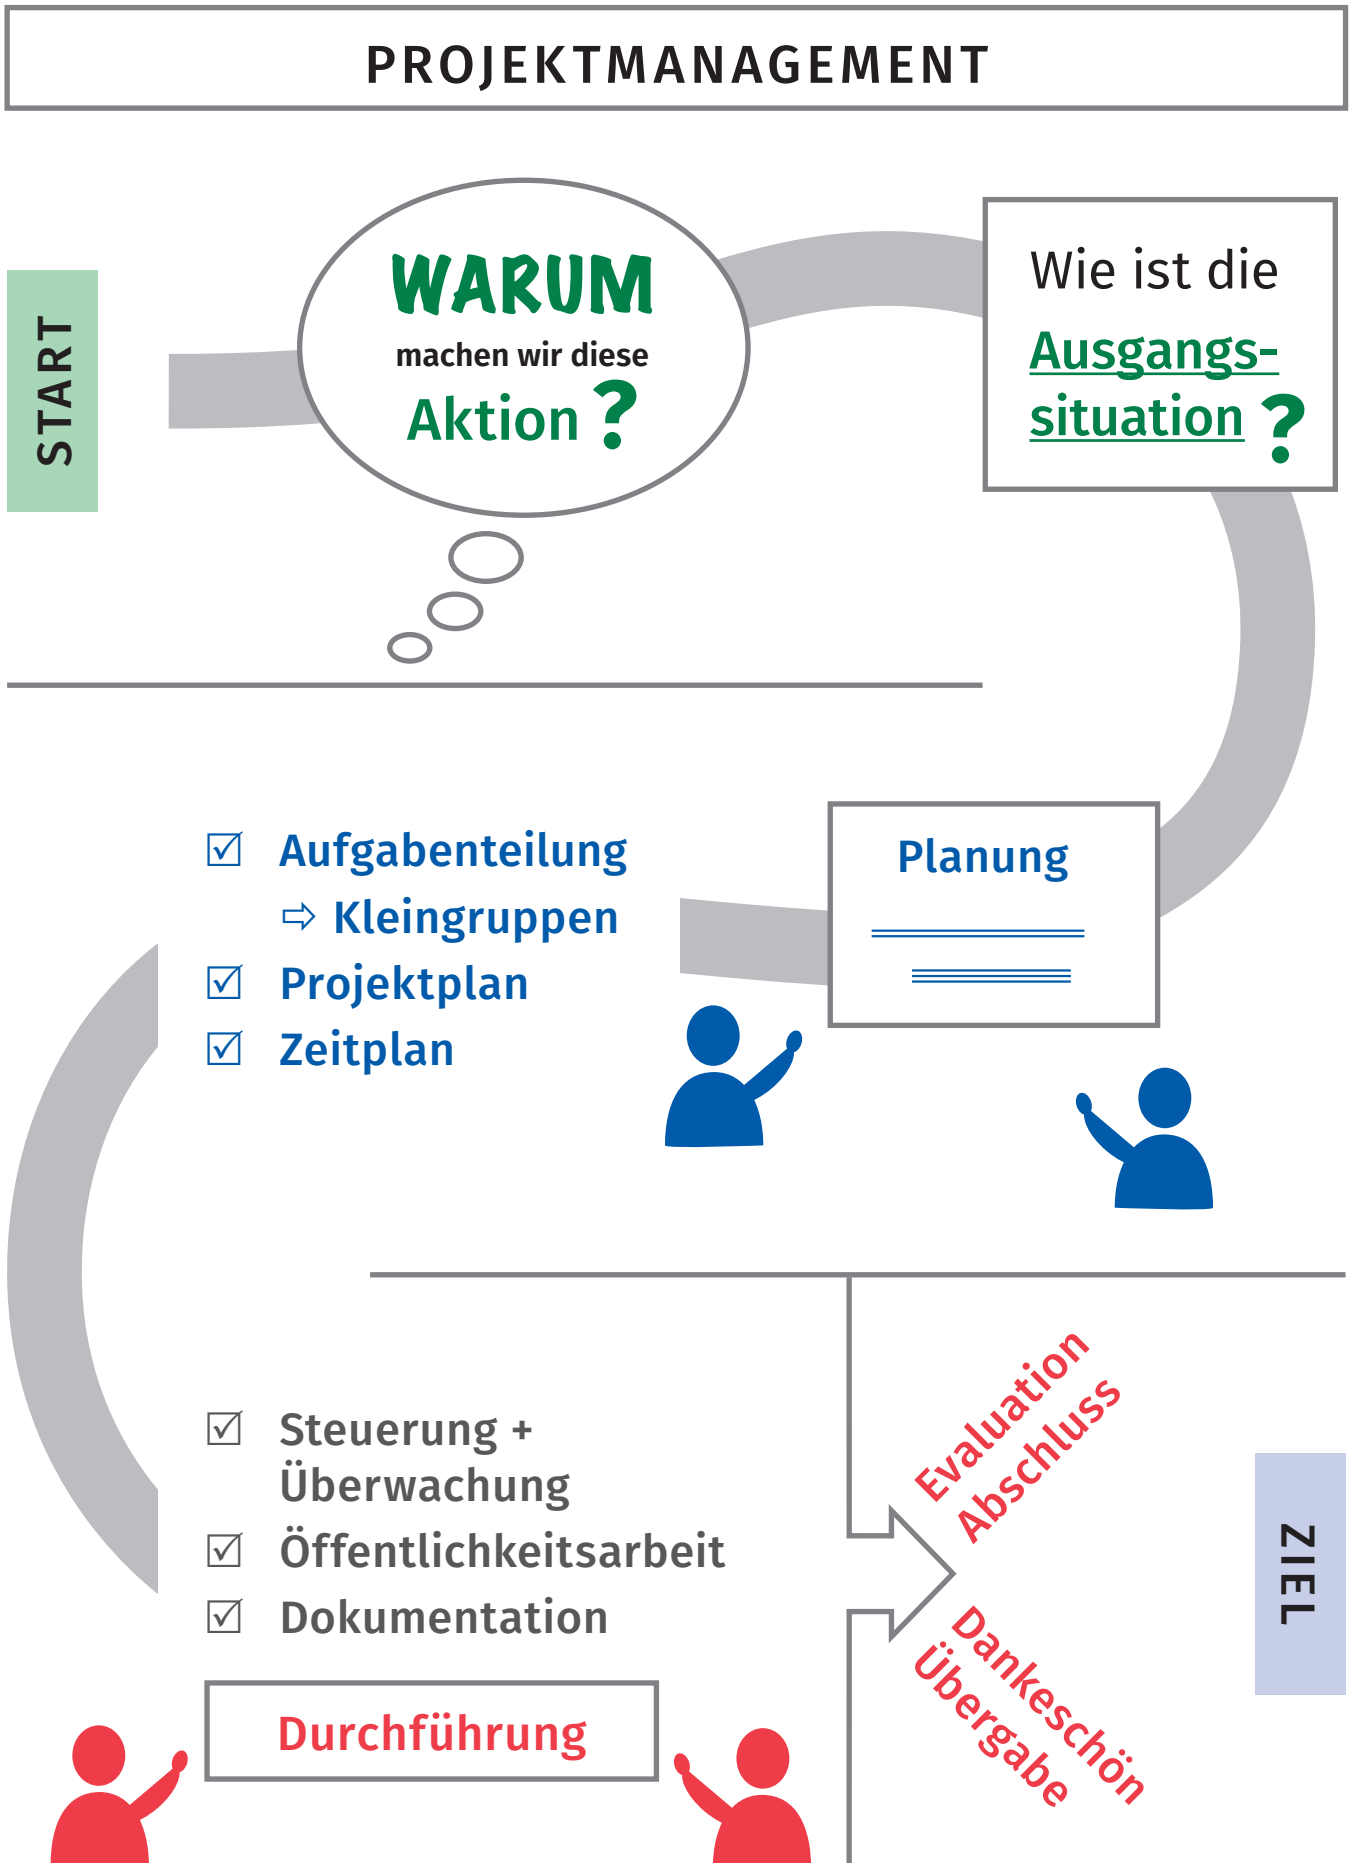 PROJEKTMANAGEMENT
START
WARUM
machen wir diese
Aktion ?
Wie ist die
Ausgangs-
situation ?
Planung
☑ Aufgabenteilung
⇨ Kleingruppen
☑ Projektplan
☑ Zeitplan
☑ Steuerung +
Überwachung
☑ Öffentlichkeitsarbeit
☑ Dokumentation
Durchführung
Evaluation
Abschluss
Dankeschön
Übergabe
ZIEL